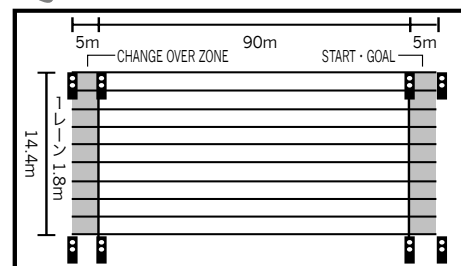 5m 90m 5m
CHANGE OVER ZONE START・GOAL
1レーン1.8m
14.4m